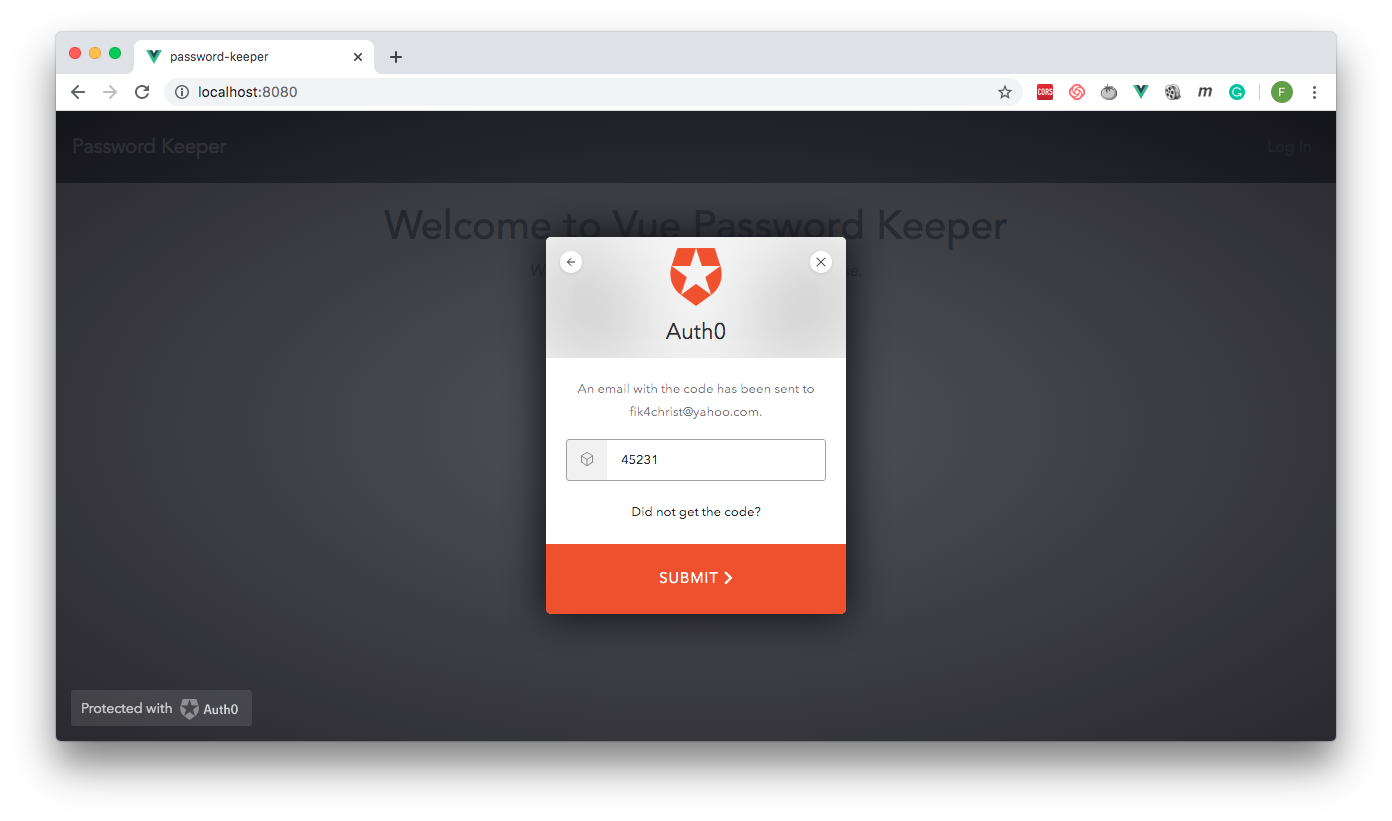 password-keeper
localhost:8080
CORS
m
G
F
Password Keeper
Log In
Welcome to Vue Password Keeper
Auth0
An email with the code has been sent to
fik4christ@yahoo.com.
45231
Did not get the code?
SUBMIT
Protected with Auth0